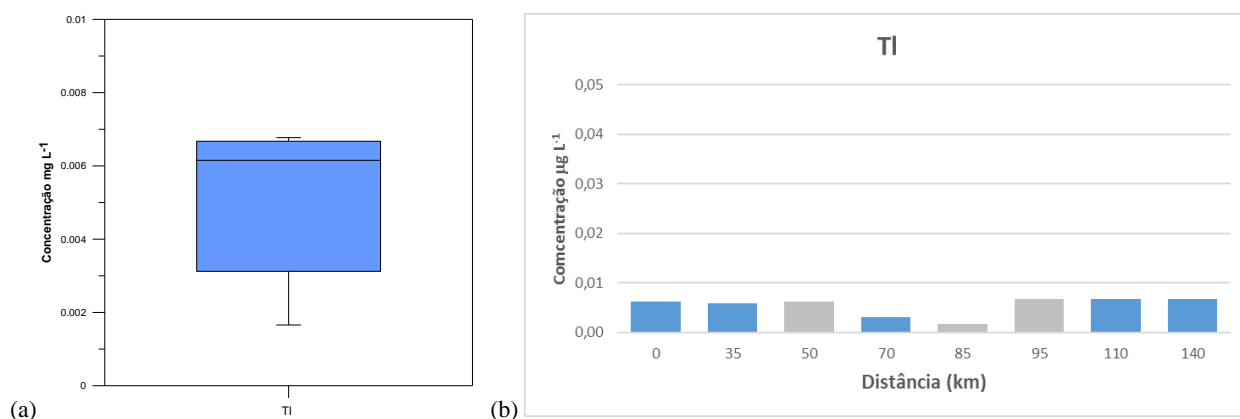 0.01
0.008
0.006
0.004
0.002
0
Concentração mg L-1
Tl
(a)
Tl
0,05
0,04
0,03
0,02
0,01
0,00
Comcentração µg L-1
0 35 50 70 85 95 110 140
Distância (km)
(b)